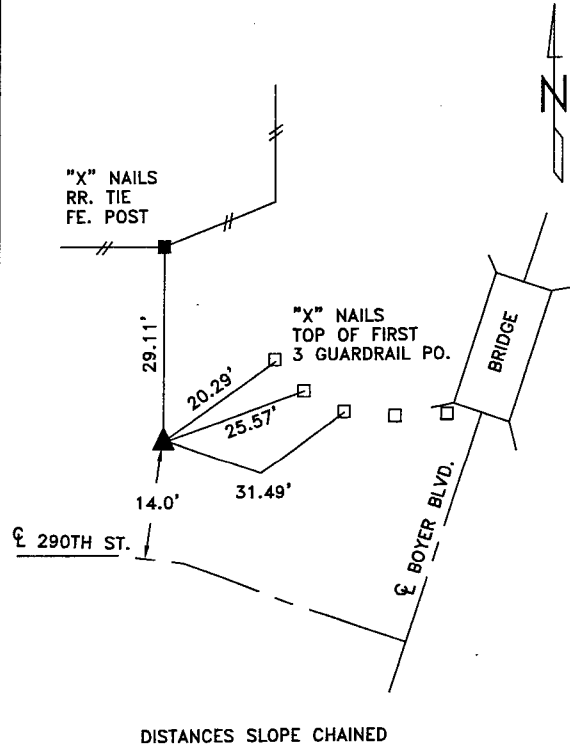 N
"X" NAILS
RR. TIE
FE. POST
29.11'
"X" NAILS
TOP OF FIRST
3 GUARDRAIL PO.
BRIDGE
20.29'
25.57'
31.49'
14.0'
℄ 290TH ST.
℄ BOYER BLVD.
DISTANCES SLOPE CHAINED